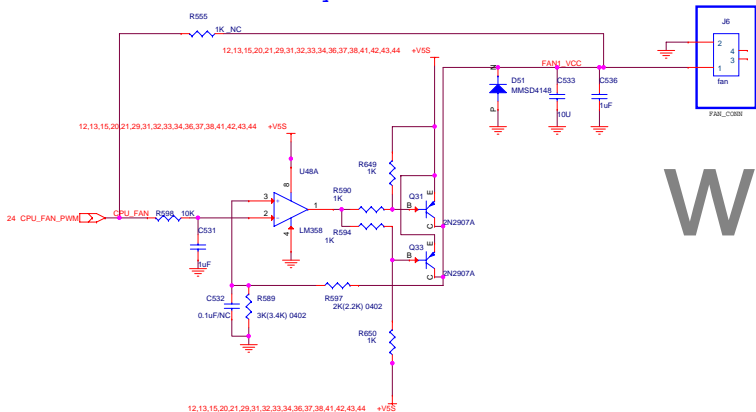 R555
1K_NC
J6
12,13,15,20,21,29,31,32,33,34,36,37,38,41,42,43,44 +V5S
2
4
3
1
FAN1_VCC
fan
FAN_CONN
N
D51
MMSD4148
P
C533
10U
C536
1uF
12,13,15,20,21,29,31,32,33,34,36,37,38,41,42,43,44 +V5S
U48A
8
R649
1K
R590
1K
Q31
E
B
C
2N2907A
3
+
1
2
-
4
LM358
R594
1K
24 CPU_FAN_PWM
CPU_FAN
R598
10K
C531
1uF
Q33
E
B
C
2N2907A
C532
0.1uF/NC
R589
3K(3.4K) 0402
R597
2K(2.2K) 0402
R650
1K
12,13,15,20,21,29,31,32,33,34,36,37,38,41,42,43,44 +V5S
W